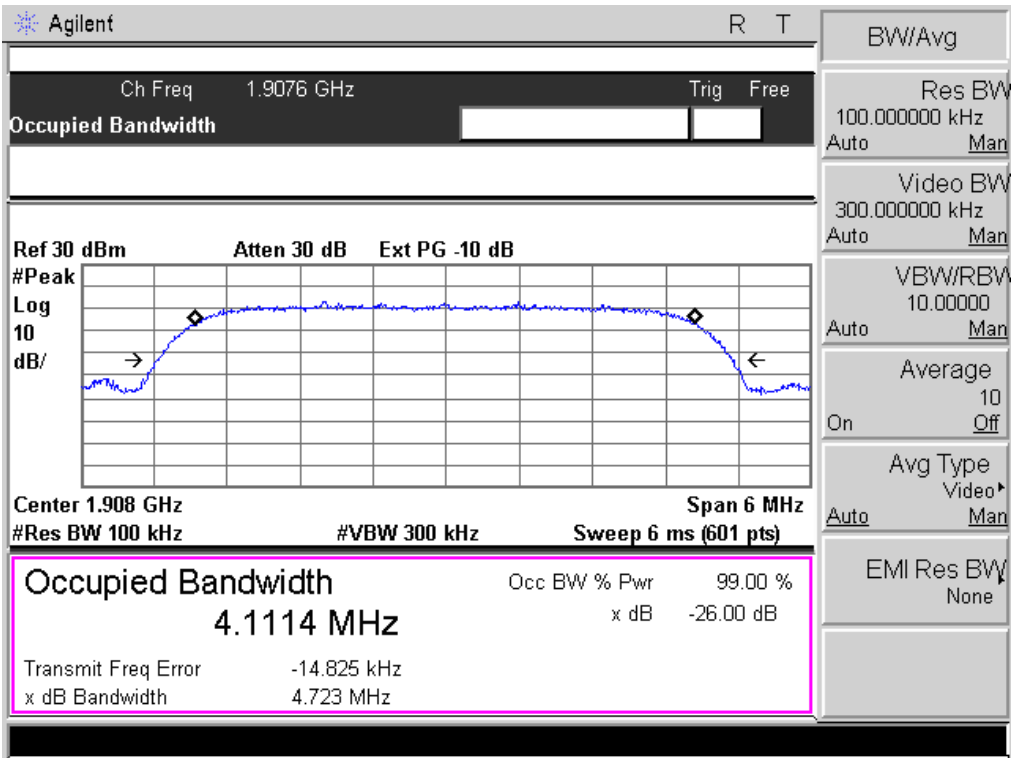 Agilent R T
Ch Freq 1.9076 GHz Trig Free
Occupied Bandwidth
Ref 30 dBm Atten 30 dB Ext PG -10 dB
#Peak
Log
10
dB/
Center 1.908 GHz Span 6 MHz
#Res BW 100 kHz #VBW 300 kHz Sweep 6 ms (601 pts)
Occupied Bandwidth
4.1114 MHz
Occ BW % Pwr 99.00 %
x dB -26.00 dB
Transmit Freq Error -14.825 kHz
x dB Bandwidth 4.723 MHz
BW/Avg
Res BW
100.000000 kHz
Auto Man
Video BW
300.000000 kHz
Auto Man
VBW/RBW
10.00000
Auto Man
Average
10
On Off
Avg Type
Video
Auto Man
EMI Res BW
None